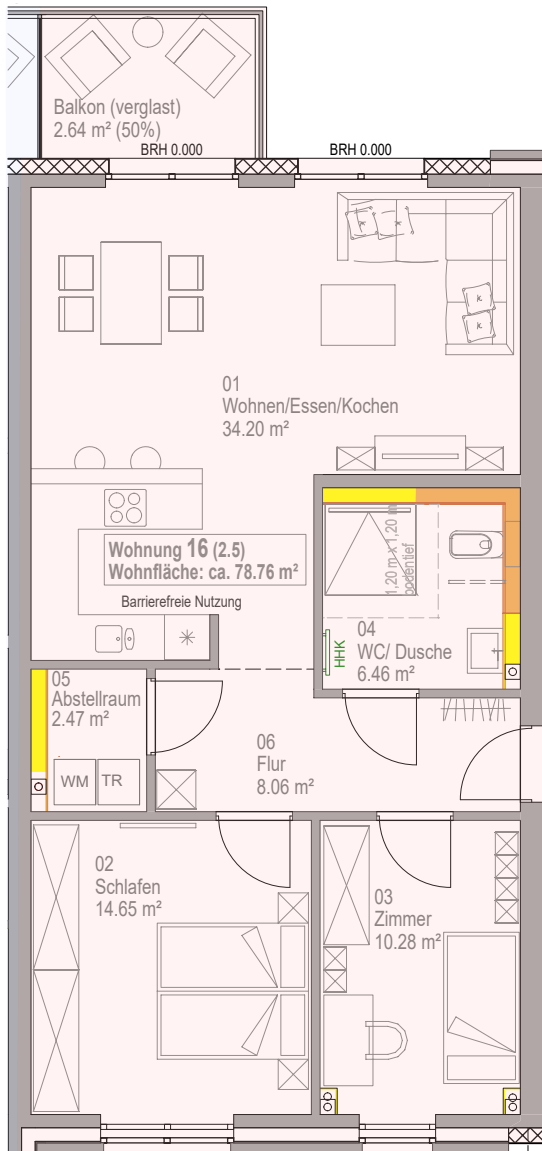 Balkon (verglast)
2.64 m² (50%)
BRH 0.000
BRH 0.000
01
Wohnen/Essen/Kochen
34.20 m²
Wohnung 16 (2.5)
Wohnfläche: ca. 78.76 m²
Barrierefreie Nutzung
1,20 m x 1,20 m
bodentief
04
WC/ Dusche
6.46 m²
HHK
05
Abstellraum
2.47 m²
WM
TR
06
Flur
8.06 m²
02
Schlafen
14.65 m²
03
Zimmer
10.28 m²